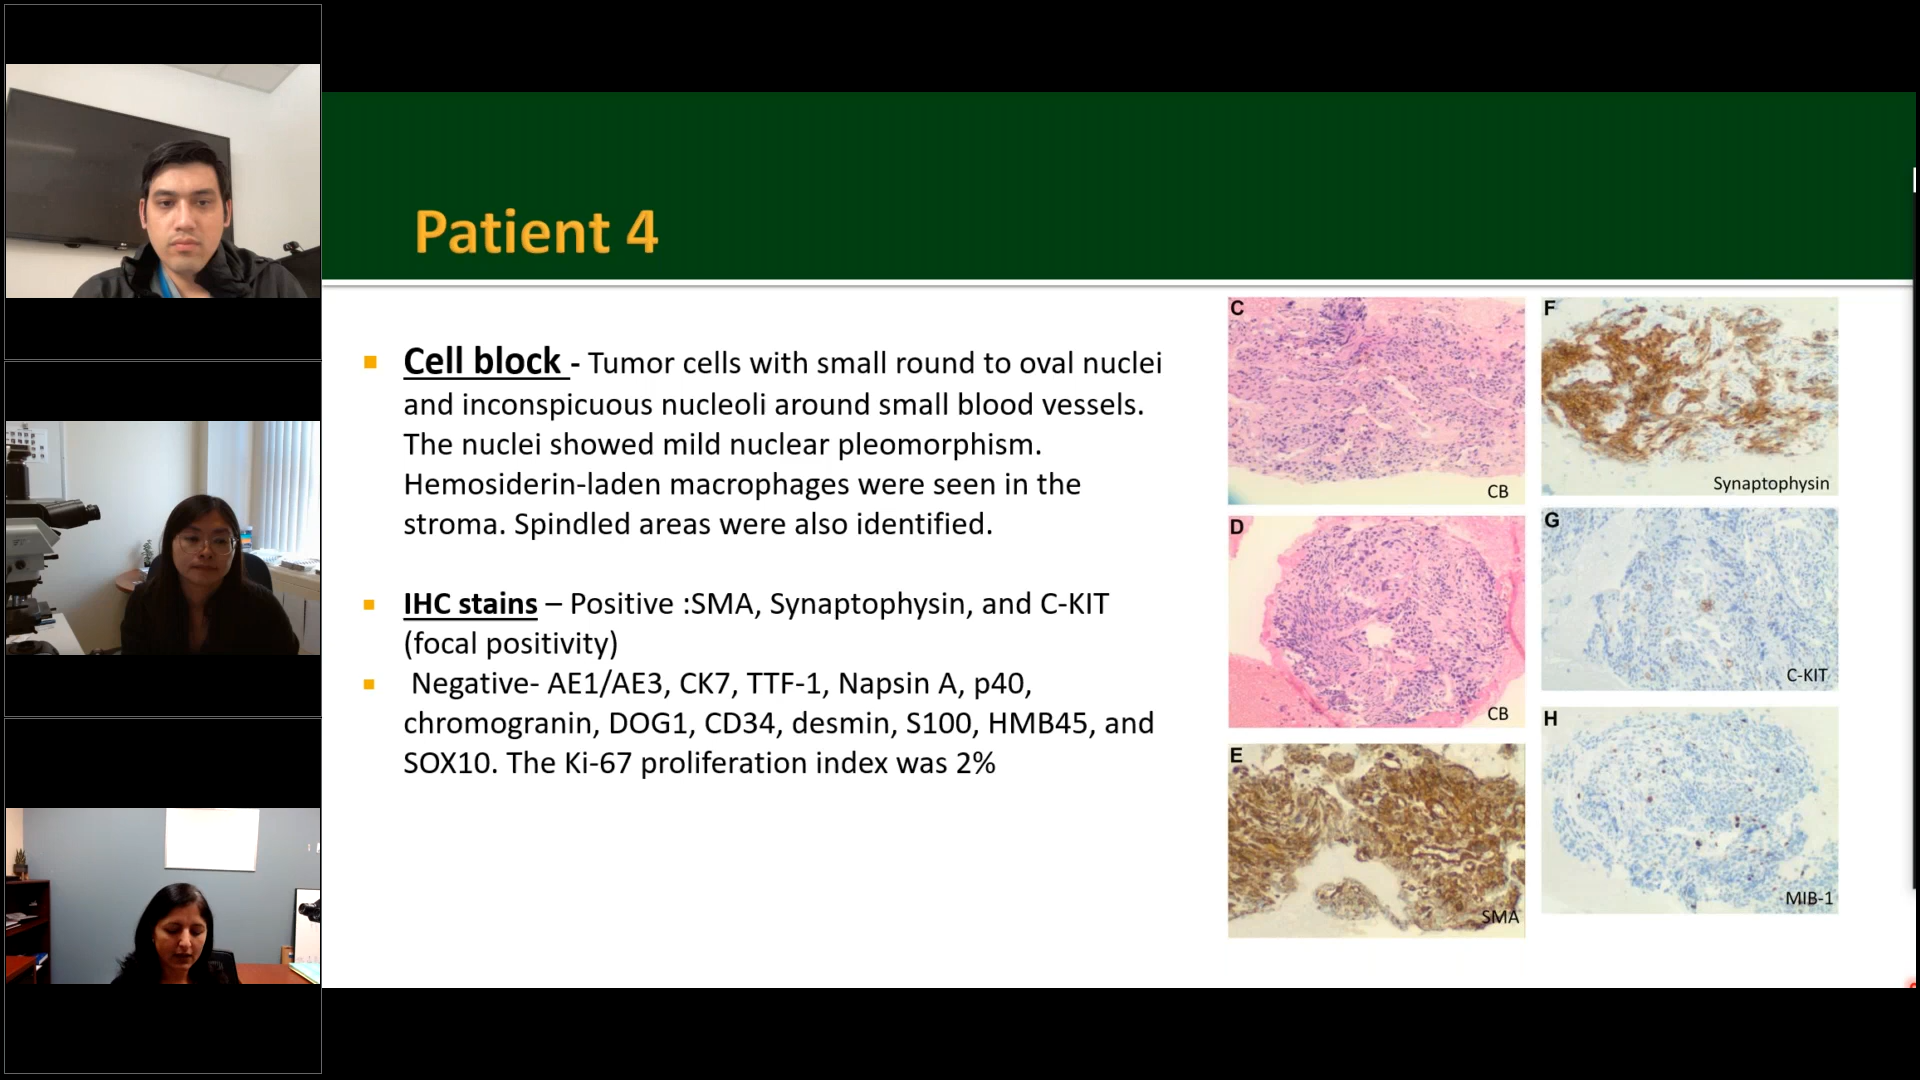 Patient 4
Cell block - Tumor cells with small round to oval nuclei
and inconspicuous nucleoli around small blood vessels.
The nuclei showed mild nuclear pleomorphism.
Hemosiderin-laden macrophages were seen in the
stroma. Spindled areas were also identified.
IHC stains – Positive :SMA, Synaptophysin, and C-KIT
(focal positivity)
Negative- AE1/AE3, CK7, TTF-1, Napsin A, p40,
chromogranin, DOG1, CD34, desmin, S100, HMB45, and
SOX10. The Ki-67 proliferation index was 2%
C
CB
D
CB
E
SMA
F
Synaptophysin
G
C-KIT
H
MIB-1